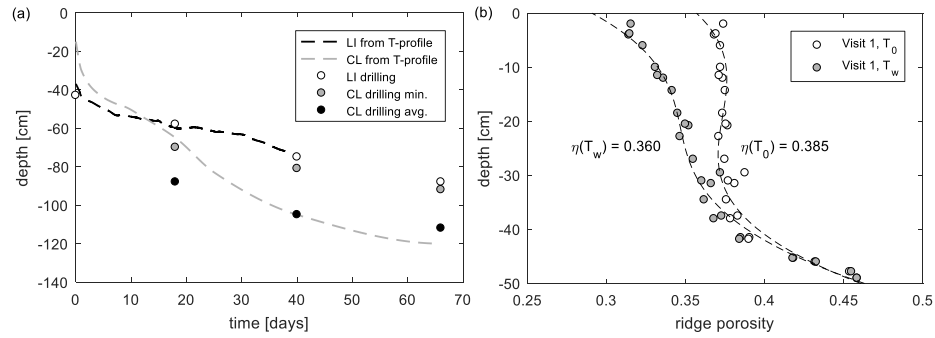 (a)
0
-20
-40
-60
-80
-100
-120
-140
depth [cm]
0 10 20 30 40 50 60 70
time [days]
LI from T-profile
CL from T-profile
LI drilling
CL drilling min.
CL drilling avg.
(b)
0
-10
-20
-30
-40
-50
depth [cm]
0.25 0.3 0.35 0.4 0.45 0.5
ridge porosity
Visit 1, T0
Visit 1, Tw
η(Tw) = 0.360
η(T0) = 0.385